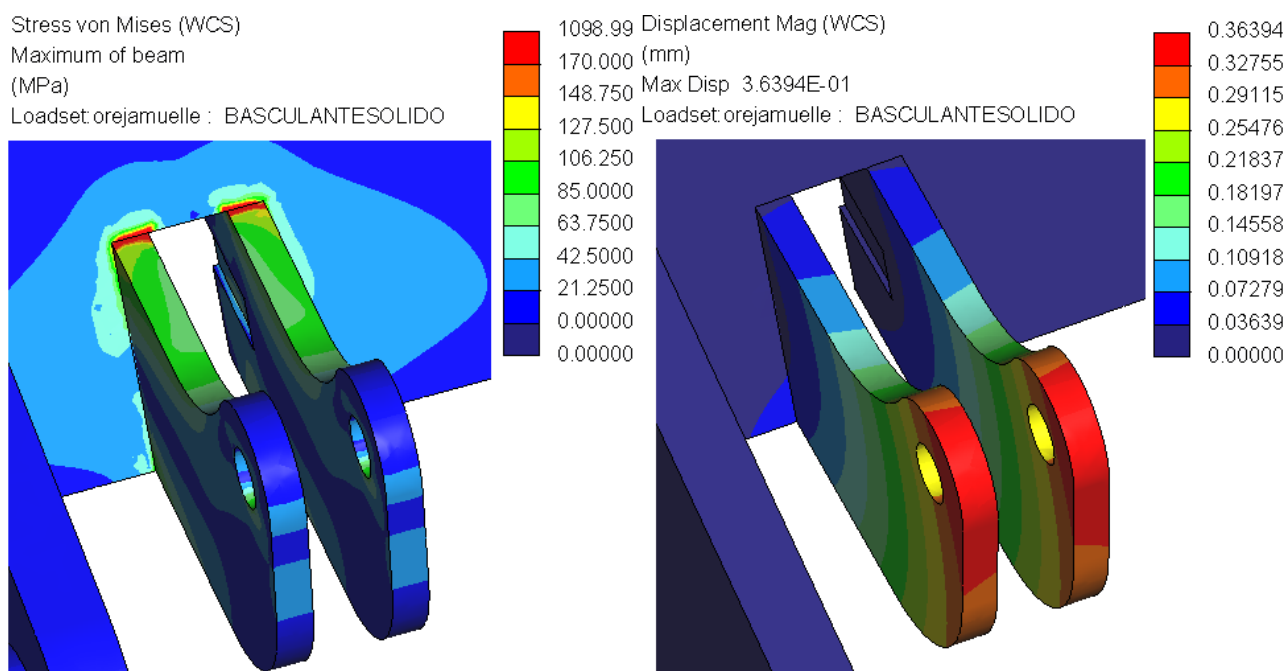 Stress von Mises (WCS)
Maximum of beam
(MPa)
Loadset:orejamuelle : BASCULANTESOLIDO
1098.99
170.000
148.750
127.500
106.250
85.0000
63.7500
42.5000
21.2500
0.00000
0.00000
Displacement Mag (WCS)
(mm)
Max Disp 3.6394E-01
Loadset:orejamuelle : BASCULANTESOLIDO
0.36394
0.32755
0.29115
0.25476
0.21837
0.18197
0.14558
0.10918
0.07279
0.03639
0.00000